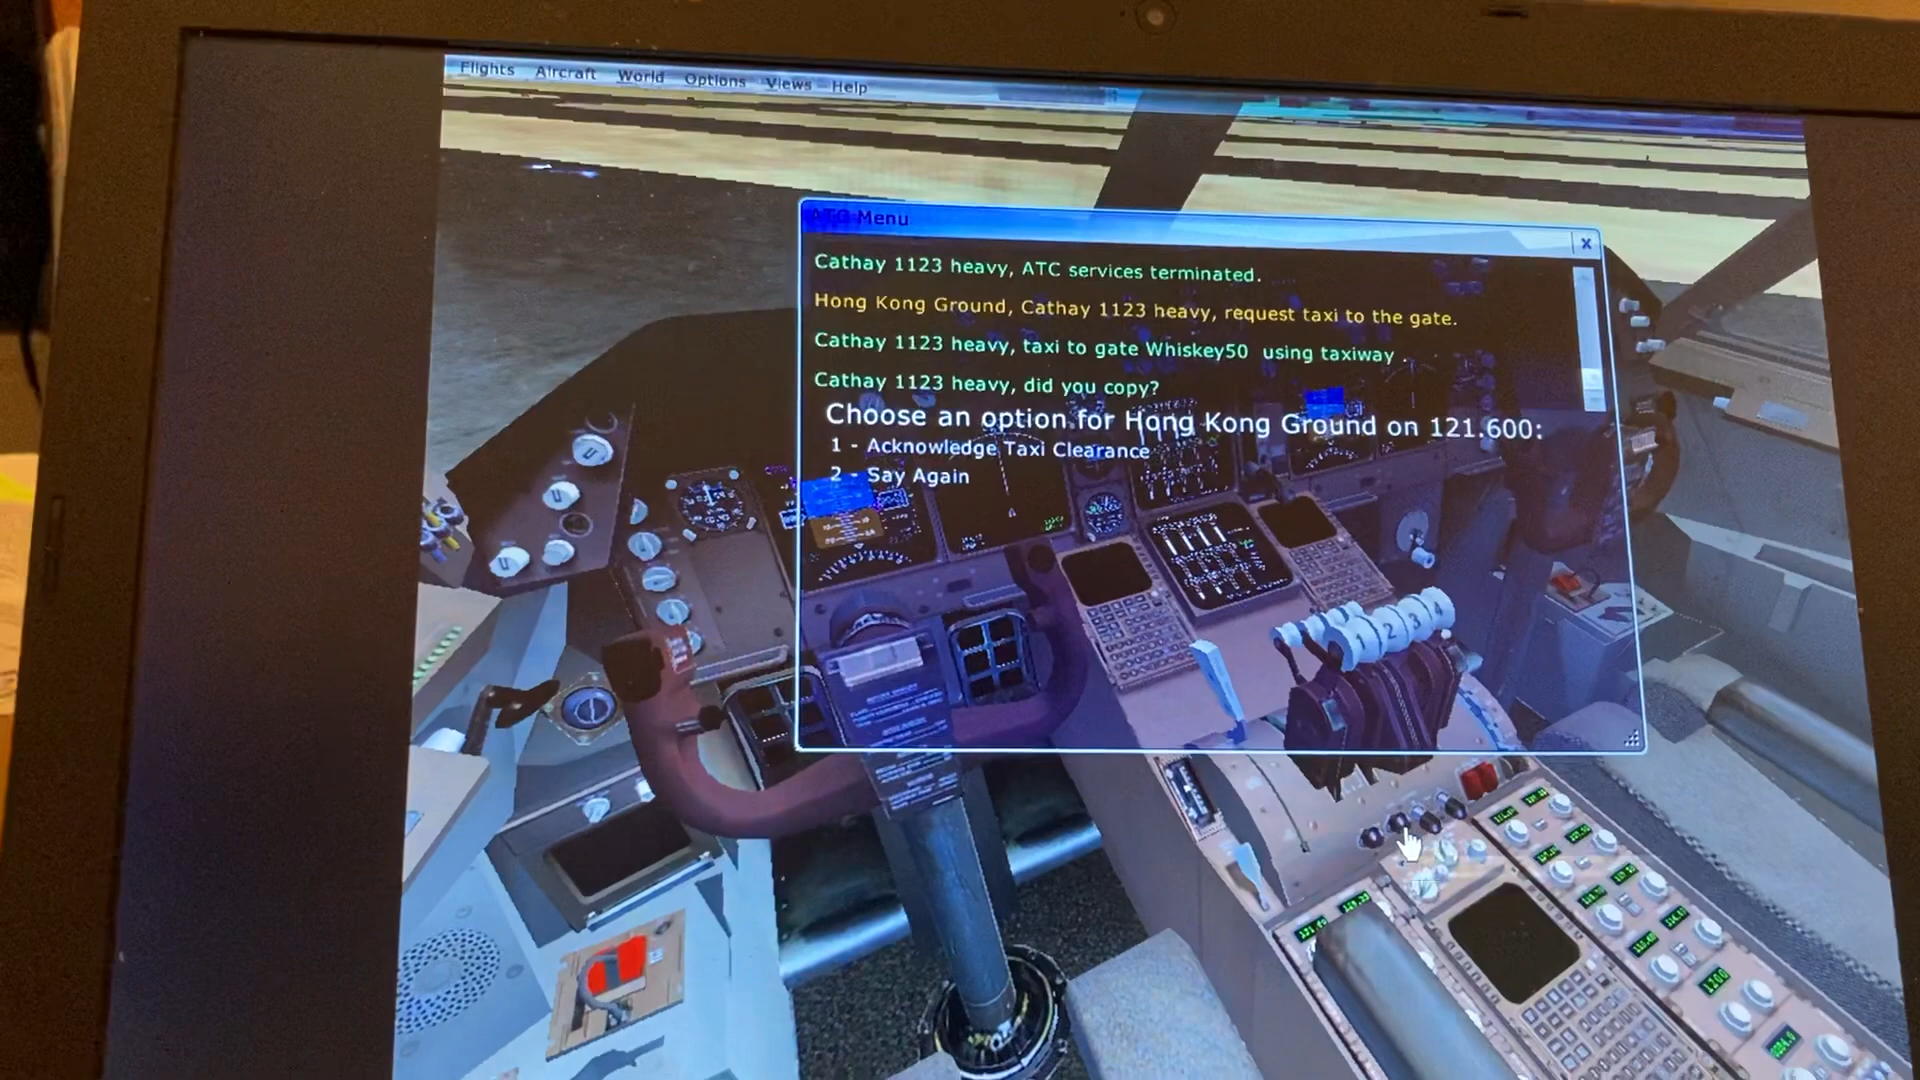 Flights Aircraft World Options Views Help
ATC Menu
Cathay 1123 heavy, ATC services terminated.
Hong Kong Ground, Cathay 1123 heavy, request taxi to the gate.
Cathay 1123 heavy, taxi to gate Whiskey50 using taxiway .
Cathay 1123 heavy, did you copy?
Choose an option for Hong Kong Ground on 121.600:
1 - Acknowledge Taxi Clearance
2 - Say Again
1 2 3 4
1200